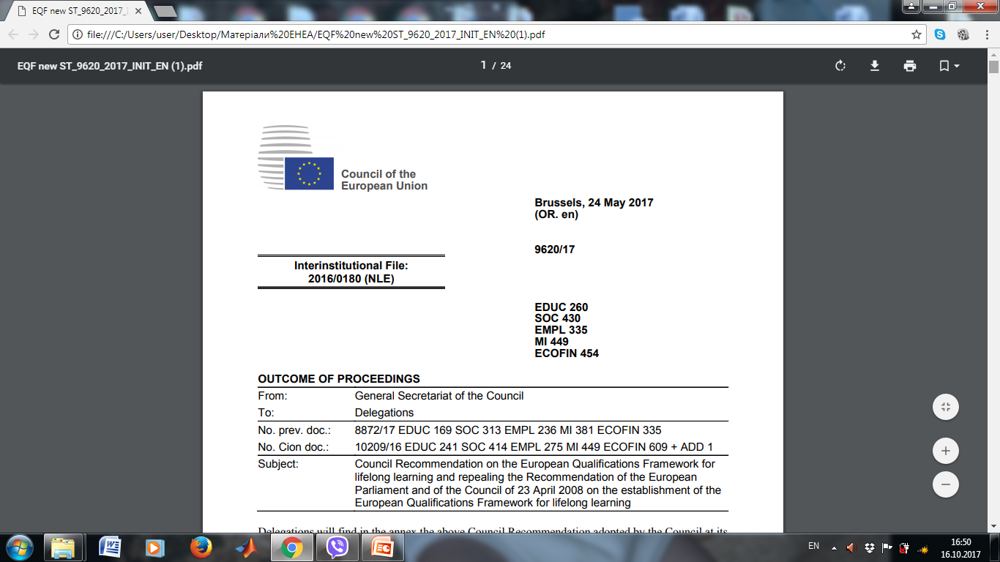 EQF new ST_9620_2017_I
file:///C:/Users/user/Desktop/Матеріали%20EHEA/EQF%20new%20ST_9620_2017_INIT_EN%20(1).pdf
EQF new ST_9620_2017_INIT_EN (1).pdf
1 / 24
Council of the
European Union
Brussels, 24 May 2017
(OR. en)
9620/17
Interinstitutional File:
2016/0180 (NLE)
EDUC 260
SOC 430
EMPL 335
MI 449
ECOFIN 454
OUTCOME OF PROCEEDINGS
From: General Secretariat of the Council
To: Delegations
No. prev. doc.: 8872/17 EDUC 169 SOC 313 EMPL 236 MI 381 ECOFIN 335
No. Cion doc.: 10209/16 EDUC 241 SOC 414 EMPL 275 MI 449 ECOFIN 609 + ADD 1
Subject: Council Recommendation on the European Qualifications Framework for
lifelong learning and repealing the Recommendation of the European
Parliament and of the Council of 23 April 2008 on the establishment of the
European Qualifications Framework for lifelong learning
Delegations will find in the annex the above Council Recommendation adopted by the Council at its
EN
16:50
16.10.2017